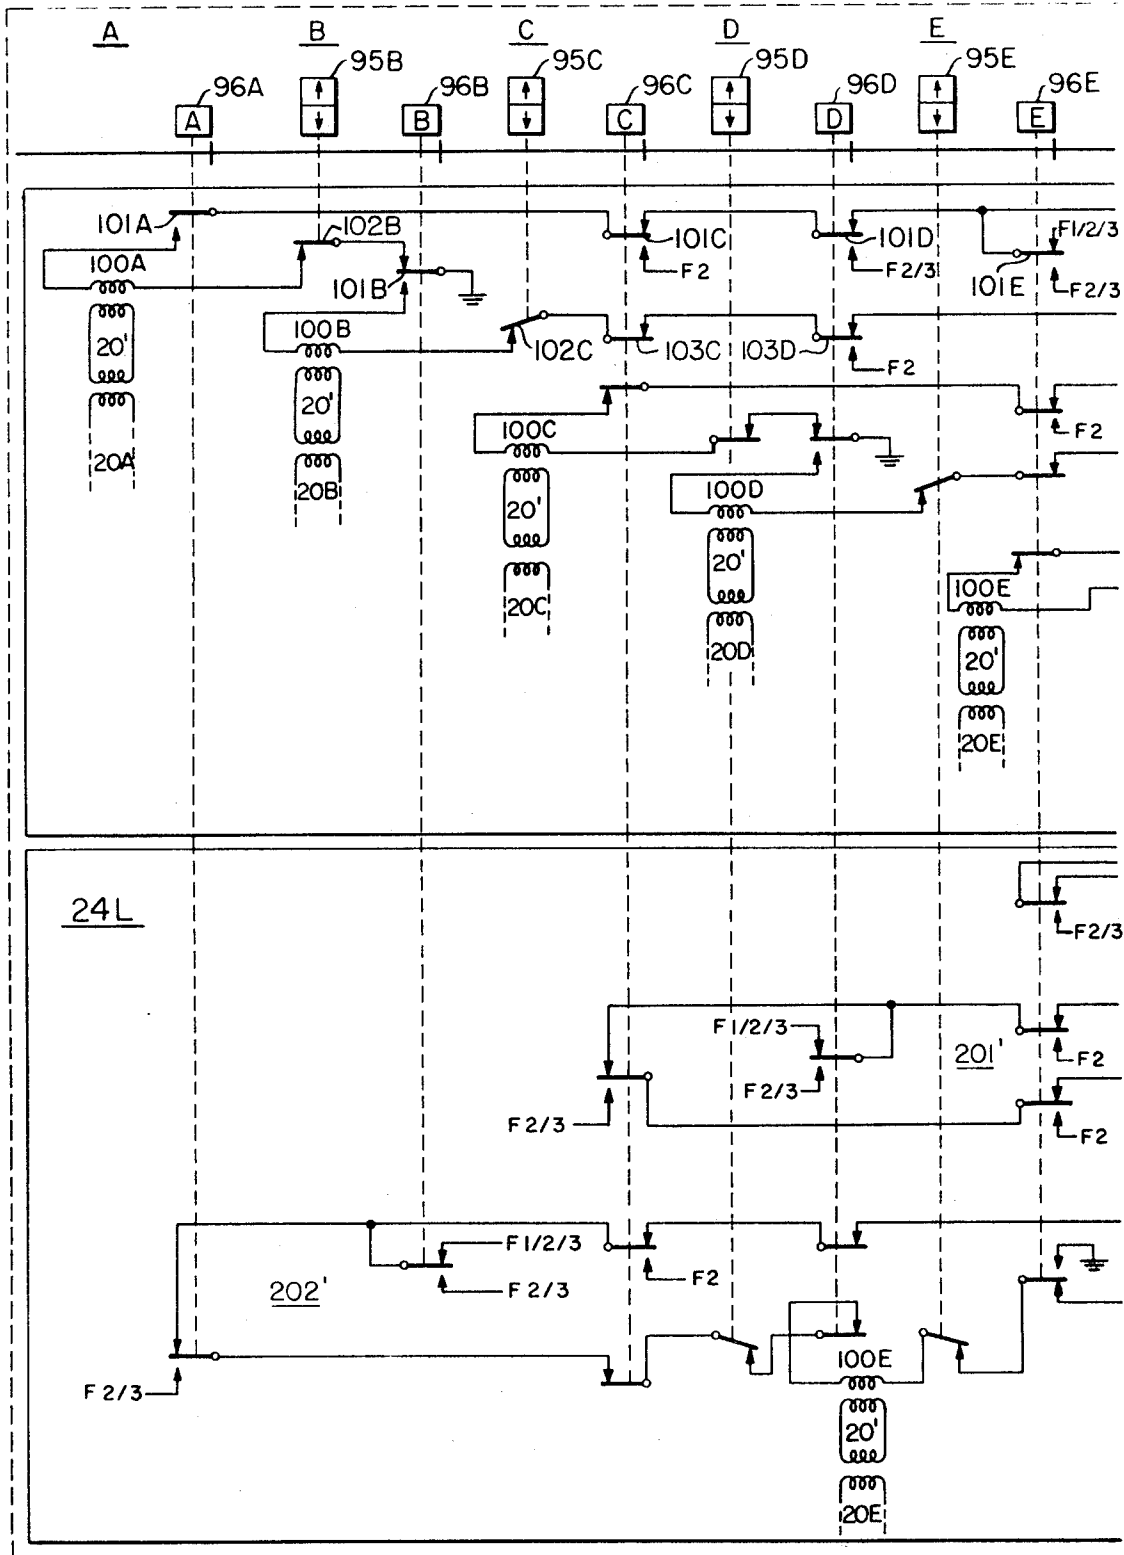 A B C D E
95B 95C 95D 95E
96A 96B 96C 96D 96E
A B C D E
101A 102B 101C 101D F1/2/3
F2 F2/3 101E F2/3
100A 101B
20' 100B 102C 103C 103D
F2
20' 100C F2
20A 20B 100D
20' 20' 100E
20C 20D 20'
20E
24L
F2/3
F1/2/3 201'
F2/3 F2
F2/3 F2
F1/2/3
202' F2/3 F2
F2/3 100E
20'
20E